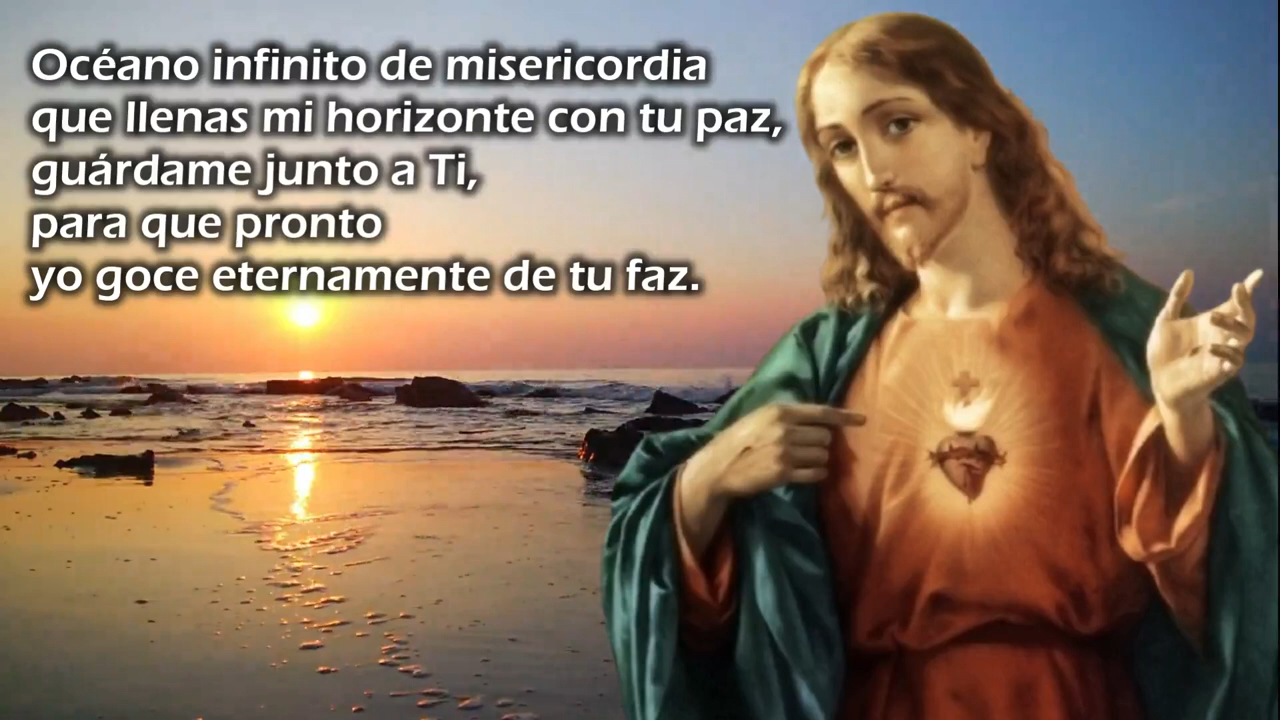 Océano infinito de misericordia
que llenas mi horizonte con tu paz,
guárdame junto a Ti,
para que pronto
yo goce eternamente de tu faz.